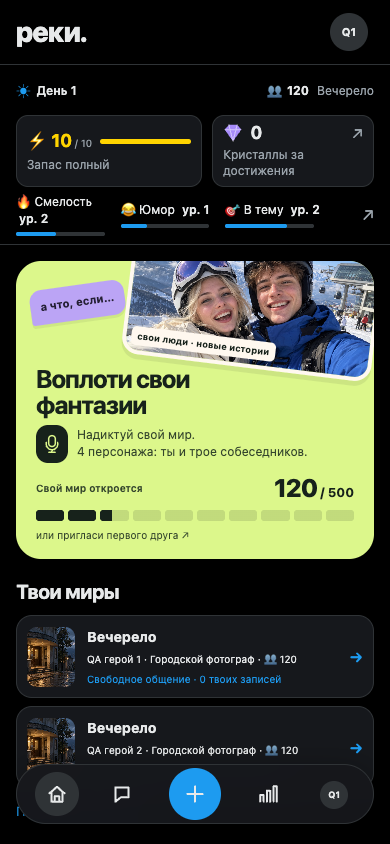 реки.
Q1
День 1
120 Вечерело
10 / 10
Запас полный
0
Кристаллы за
достижения
Смелость
ур. 2
Юмор ур. 1
В тему ур. 2
а что, если...
свои люди · новые истории
Воплоти свои
фантазии
Надиктуй свой мир.
4 персонажа: ты и трое собеседников.
Свой мир откроется
120 / 500
или пригласи первого друга ↗
Твои миры
Вечерело
QA герой 1 · Городской фотограф · 120
Свободное общение · 0 твоих записей
Вечерело
QA герой 2 · Городской фотограф · 120
Q1